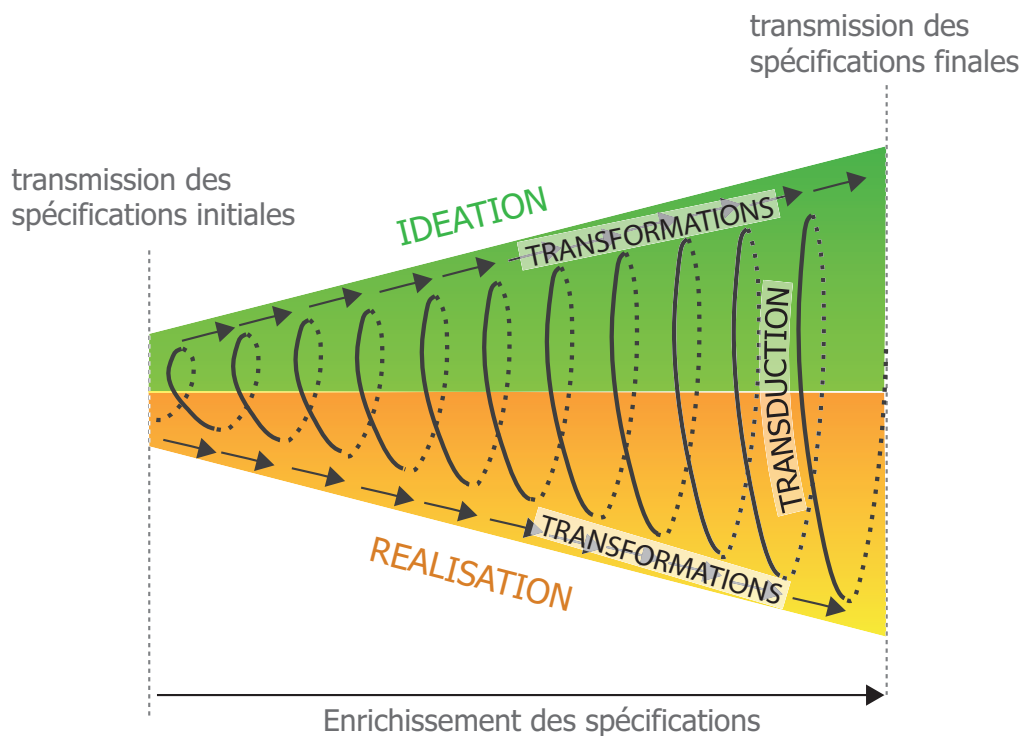 transmission des
spécifications finales
transmission des
spécifications initiales
IDEATION
TRANSFORMATIONS
TRANSDUCTION
TRANSFORMATIONS
REALISATION
Enrichissement des spécifications